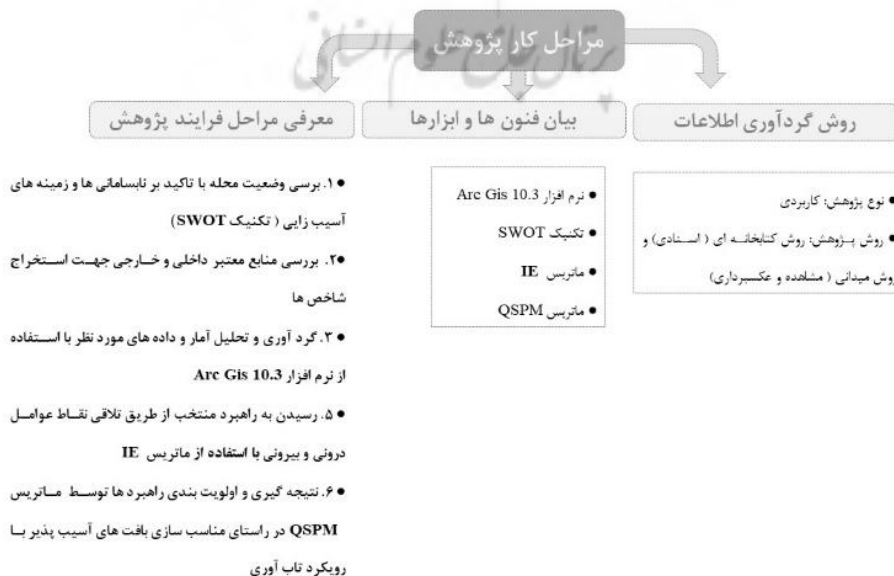 مراحل کار پژوهش
پرتال جامع علوم انسانی
روش گردآوری اطلاعات
● نوع پژوهش: کاربردی
● روش پژوهش: روش کتابخانه ای ( اسنادی) و
روش میدانی ( مشاهده و عکسبرداری)
بیان فنون ها و ابزارها
● نرم افزار Arc Gis 10.3
● تکنیک SWOT
● ماتریس IE
● ماتریس QSPM
معرفی مراحل فرایند پژوهش
● ۱. برسی وضعیت محله با تاکید بر نابسامانی ها و زمینه های
آسیب زایی ( تکنیک SWOT)
●۲. بررسی منابع معتبر داخلی و خارجی جهت استخراج
شاخص ها
● ۳. گرد آوری و تحلیل آمار و داده های مورد نظر با استفاده
از نرم افزار Arc Gis 10.3
● ۵. رسیدن به راهبرد منتخب از طریق تلاقی نقاط عوامل
درونی و بیرونی با استفاده از ماتریس IE
● ۶. نتیجه گیری و اولویت بندی راهبرد ها توسط ماتریس
QSPM در راستای مناسب سازی بافت های آسیب پذیر با
رویکرد تاب آوری